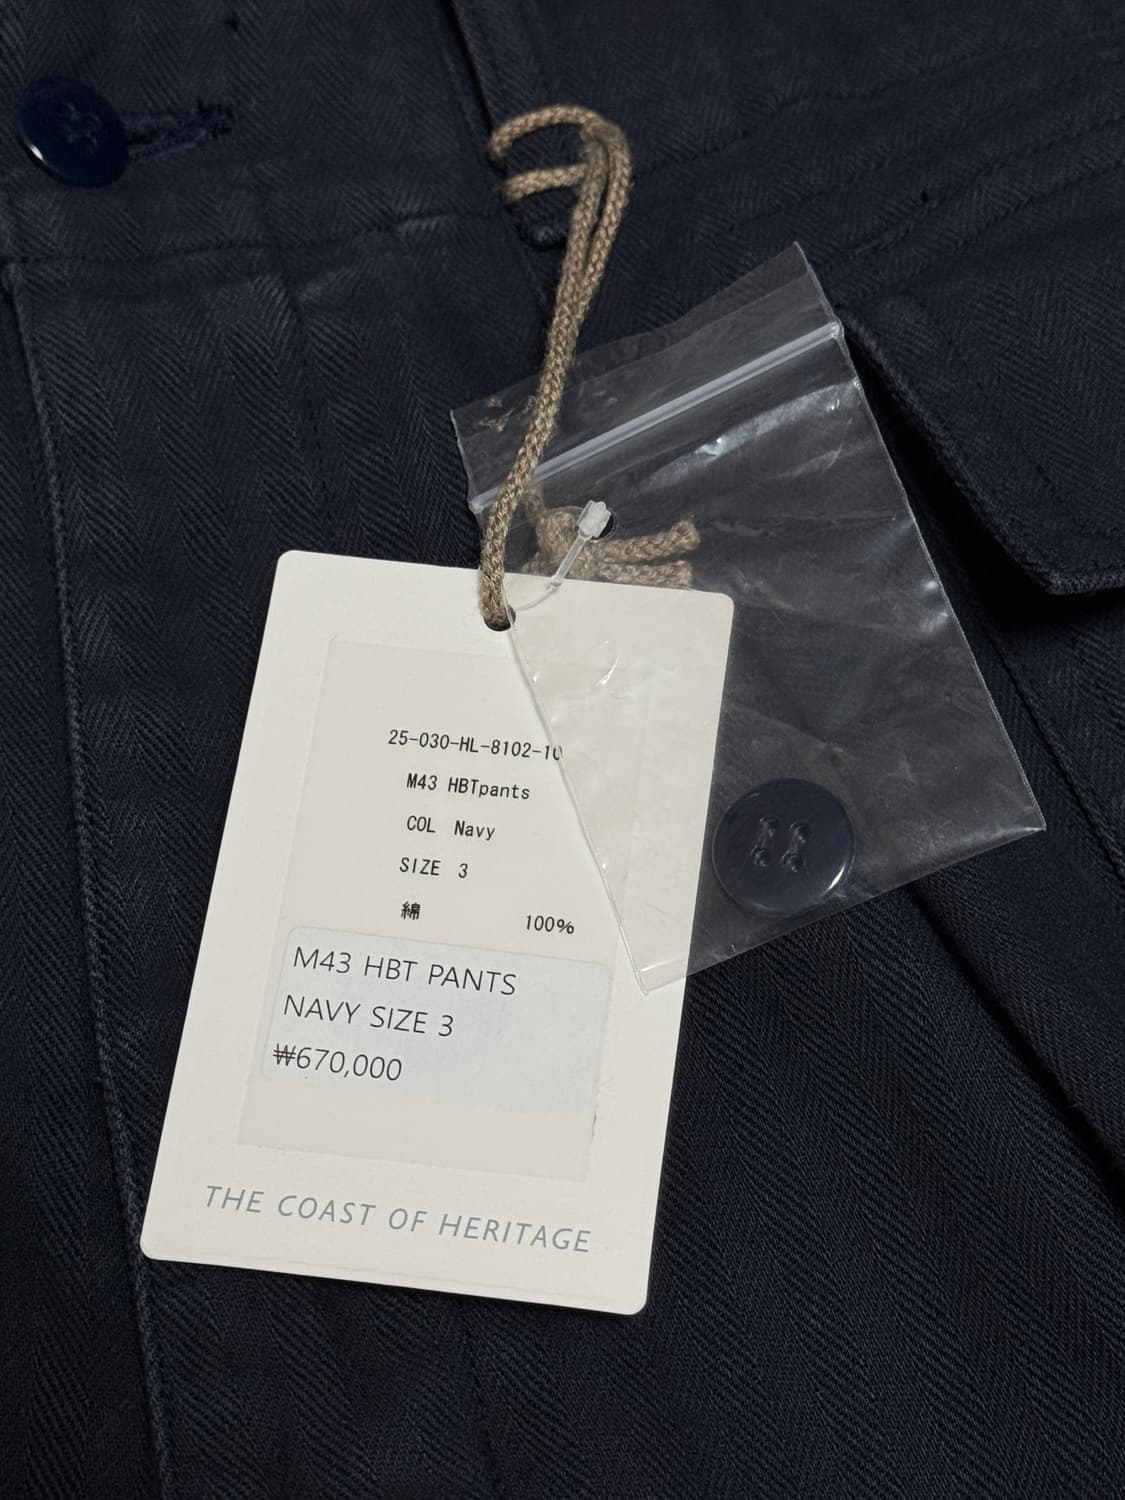 25-030-HL-8102-10
M43 HBTpants
COL Navy
SIZE 3
綿 100%
M43 HBT PANTS
NAVY SIZE 3
₩670,000
THE COAST OF HERITAGE